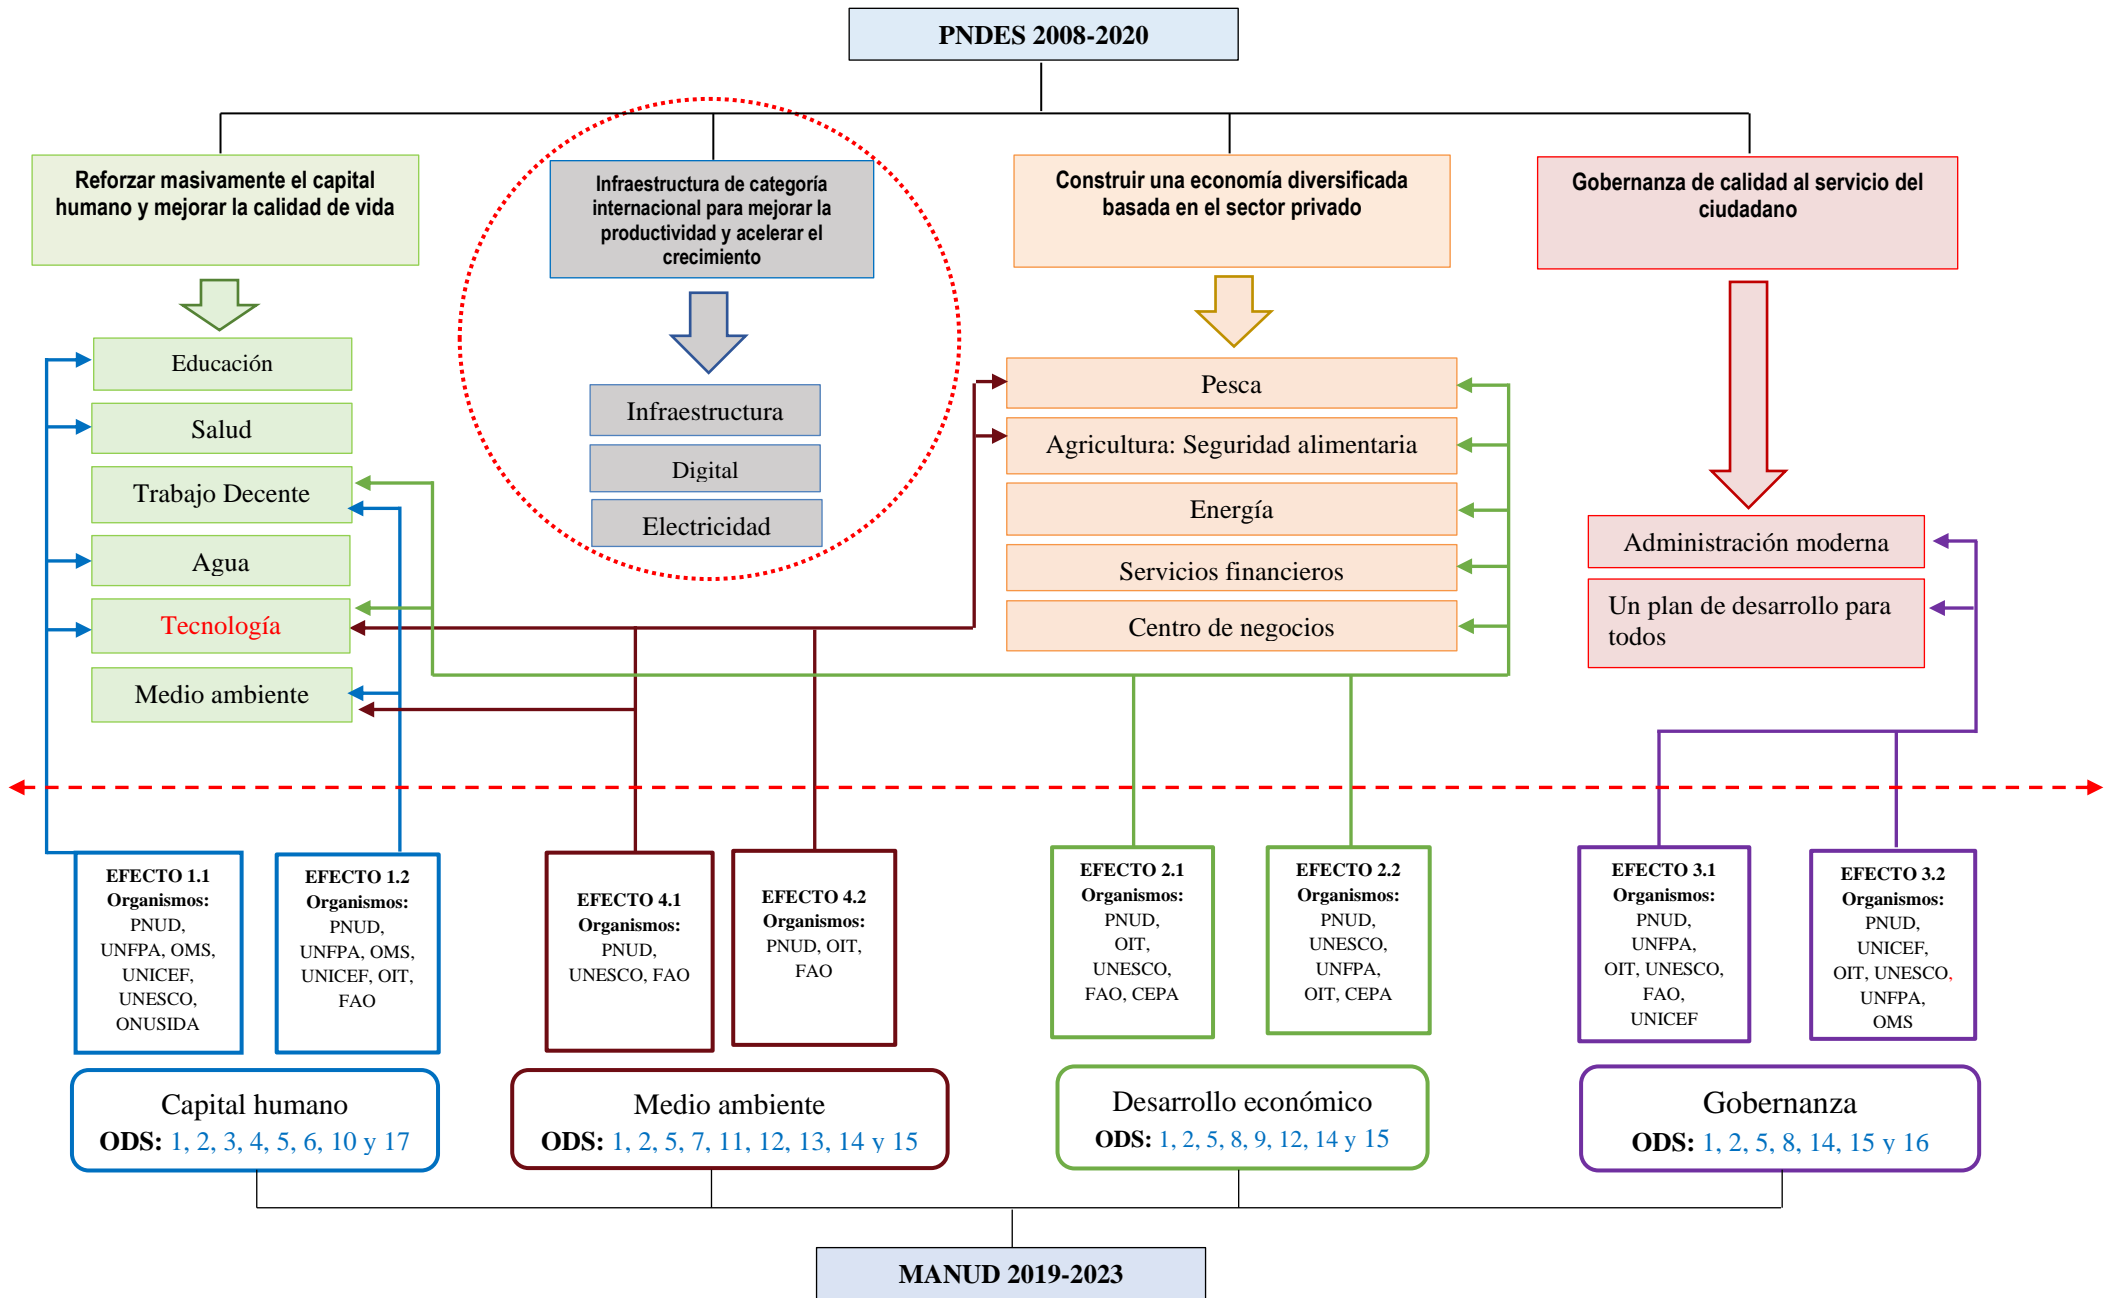 PNDES 2008-2020
Reforzar masivamente el capital
humano y mejorar la calidad de vida
Infraestructura de categoría
internacional para mejorar la
productividad y acelerar el
crecimiento
Construir una economía diversificada
basada en el sector privado
Gobernanza de calidad al servicio del
ciudadano
Educación
Salud
Trabajo Decente
Agua
Tecnología
Medio ambiente
Infraestructura
Digital
Electricidad
Pesca
Agricultura: Seguridad alimentaria
Energía
Servicios financieros
Centro de negocios
Administración moderna
Un plan de desarrollo para
todos
EFECTO 1.1
Organismos:
PNUD,
UNFPA, OMS,
UNICEF,
UNESCO,
ONUSIDA
EFECTO 1.2
Organismos:
PNUD,
UNFPA, OMS,
UNICEF, OIT,
FAO
EFECTO 4.1
Organismos:
PNUD,
UNESCO, FAO
EFECTO 4.2
Organismos:
PNUD, OIT,
FAO
EFECTO 2.1
Organismos:
PNUD,
OIT,
UNESCO,
FAO, CEPA
EFECTO 2.2
Organismos:
PNUD,
UNESCO,
UNFPA,
OIT, CEPA
EFECTO 3.1
Organismos:
PNUD,
UNFPA,
OIT, UNESCO,
FAO,
UNICEF
EFECTO 3.2
Organismos:
PNUD,
UNICEF,
OIT, UNESCO,
UNFPA,
OMS
Capital humano
ODS: 1, 2, 3, 4, 5, 6, 10 y 17
Medio ambiente
ODS: 1, 2, 5, 7, 11, 12, 13, 14 y 15
Desarrollo económico
ODS: 1, 2, 5, 8, 9, 12, 14 y 15
Gobernanza
ODS: 1, 2, 5, 8, 14, 15 y 16
MANUD 2019-2023